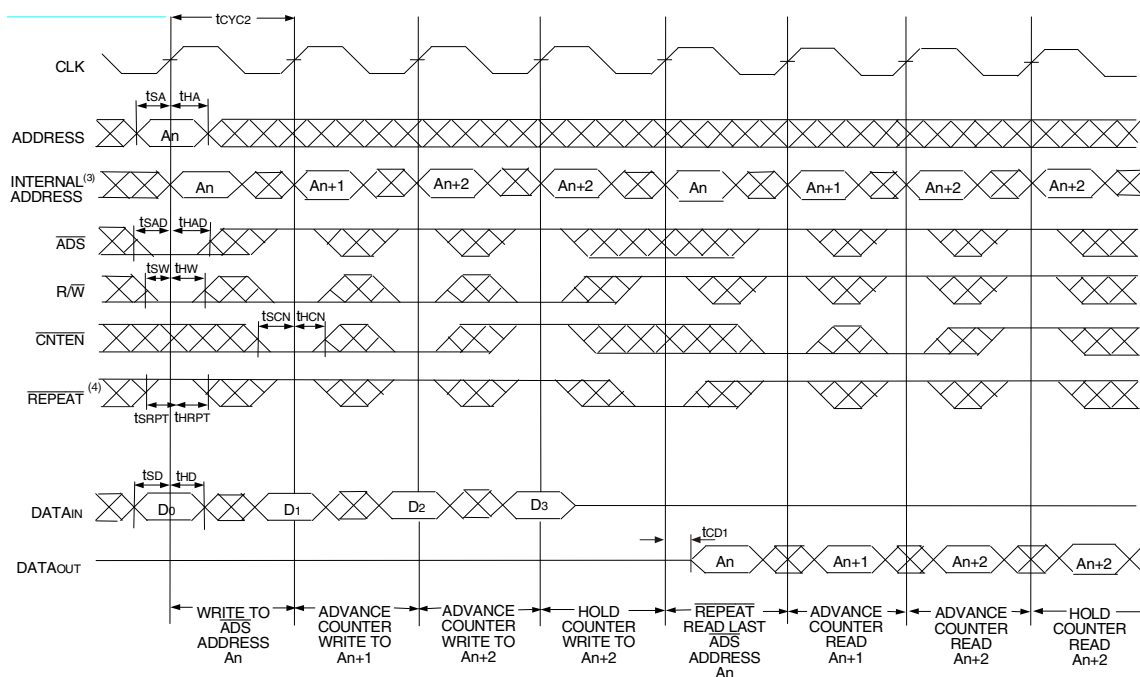 tCYC2
CLK
tSA tHA
ADDRESS An
INTERNAL(3)
ADDRESS
An An+1 An+2 An+2 An An+1 An+2 An+2
tSAD tHAD
ADS
tSW tHW
R/W
tSCN tHCN
CNTEN
REPEAT (4)
tSRPT tHRPT
tSD tHD
DATAIN D0 D1 D2 D3
tCD1
DATAOUT An An+1 An+2 An+2
WRITE TO
ADS
ADDRESS
An
ADVANCE
COUNTER
WRITE TO
An+1
ADVANCE
COUNTER
WRITE TO
An+2
HOLD
COUNTER
WRITE TO
An+2
REPEAT
READ LAST
ADS
ADDRESS
An
ADVANCE
COUNTER
READ
An+1
ADVANCE
COUNTER
READ
An+2
HOLD
COUNTER
READ
An+2